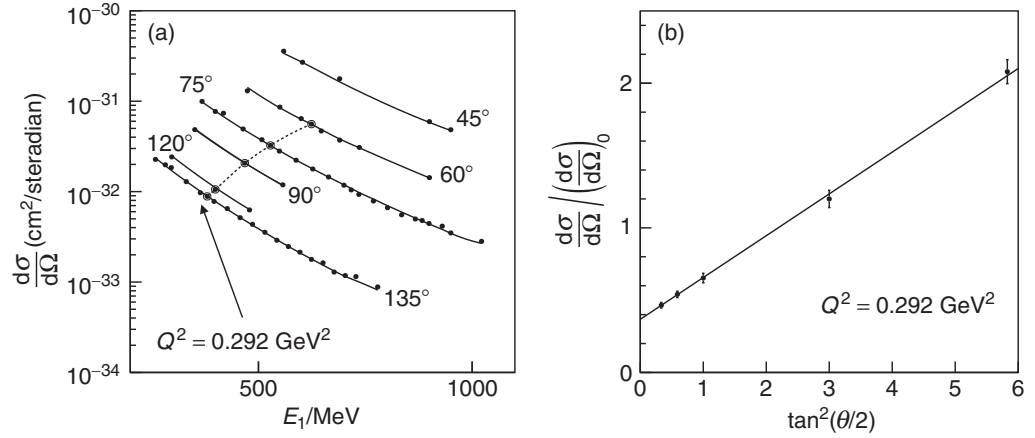 (a)
10⁻³⁰
10⁻³¹
10⁻³²
10⁻³³
10⁻³⁴
dσ/dΩ (cm²/steradian)
75°
45°
120°
60°
90°
135°
Q² = 0.292 GeV²
500
1000
E₁/MeV
(b)
2
1
0
dσ/dΩ / (dσ/dΩ)₀
Q² = 0.292 GeV²
0 1 2 3 4 5 6
tan²(θ/2)